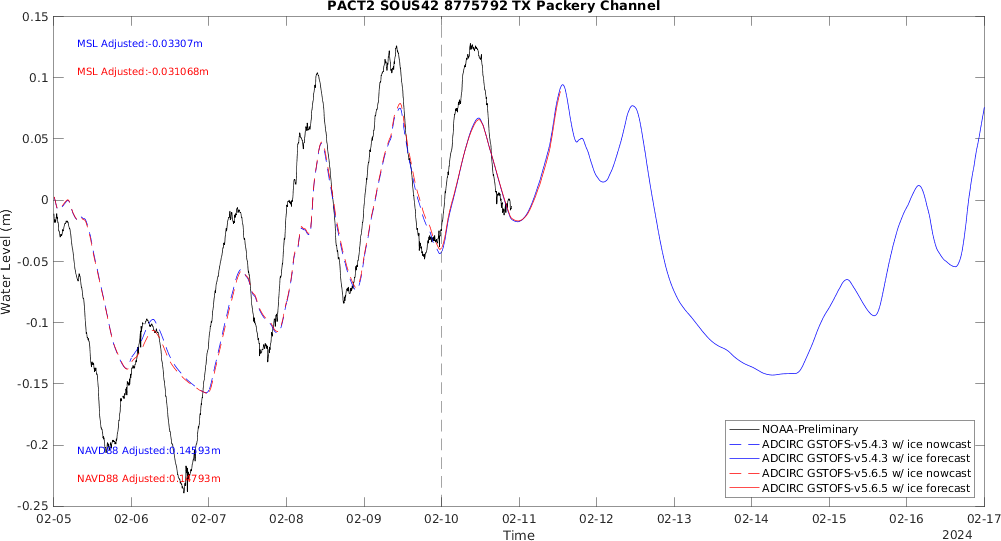 PACT2 SOUS42 8775792 TX Packery Channel
0.15
0.1
0.05
0
-0.05
-0.1
-0.15
-0.2
-0.25
Water Level (m)
MSL Adjusted:-0.03307m
MSL Adjusted:-0.031068m
NAVD88 Adjusted:0.14593m
NAVD88 Adjusted:
NOAA-Preliminary
ADCIRC GSTOFS-v5.4.3 w/ ice nowcast
ADCIRC GSTOFS-v5.4.3 w/ ice forecast
ADCIRC GSTOFS-v5.6.5 w/ ice nowcast
ADCIRC GSTOFS-v5.6.5 w/ ice forecast
02-05 02-06 02-07 02-08 02-09 02-10 02-11 02-12 02-13 02-14 02-15 02-16 02-17
Time
2024